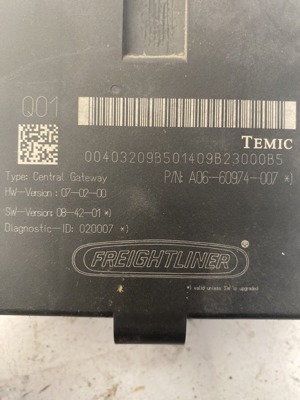 Q01
TEMIC
00403209B501409B23000B5
Type: Central Gateway
P/N: A06-60974-007 *)
HW-Version: 07-02-00
SW-Version: 08-42-01 *)
Diagnostic-ID: 020007 *)
FREIGHTLINER ®
*) valid unless SW is upgraded